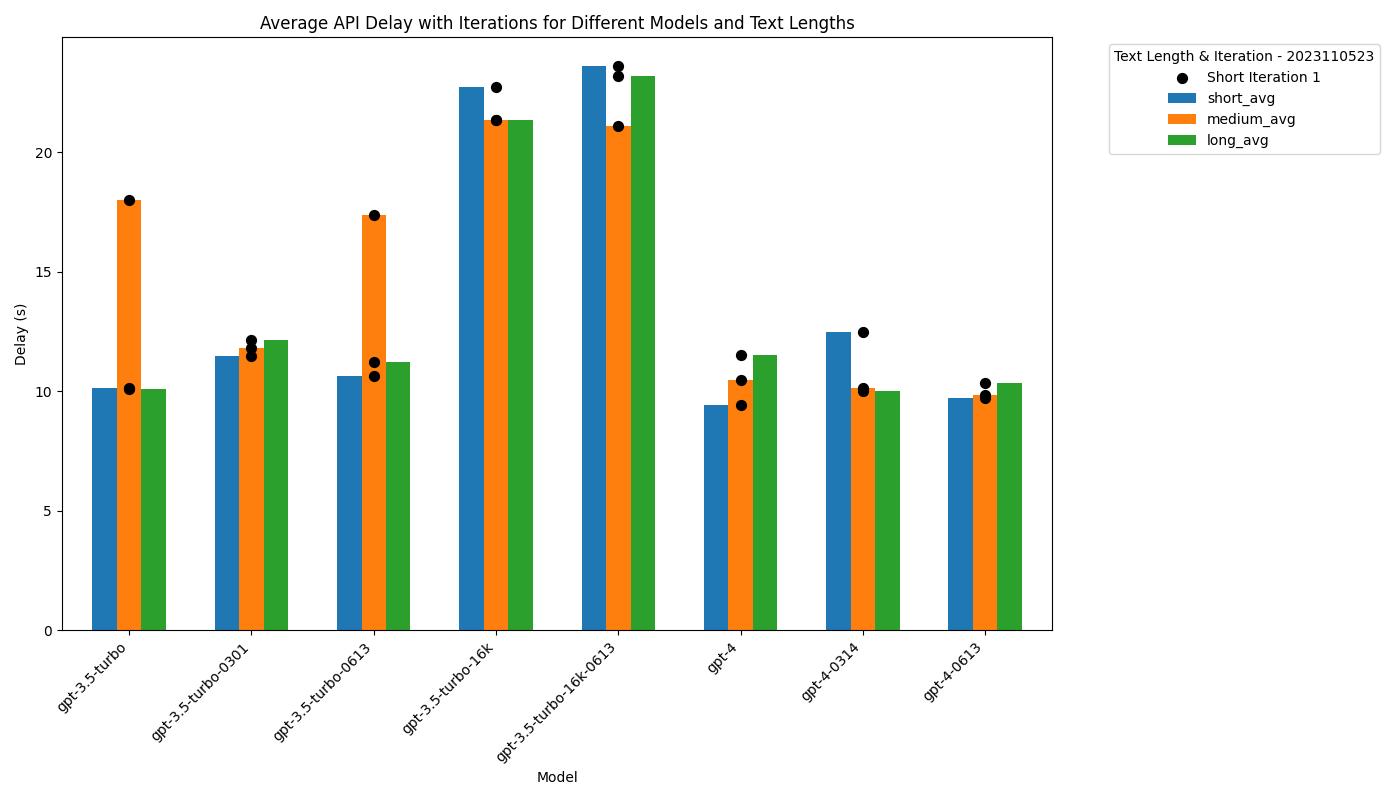 Average API Delay with Iterations for Different Models and Text Lengths
Text Length & Iteration - 2023110523
Short Iteration 1
short_avg
medium_avg
long_avg
Delay (s)
20
15
10
5
0
gpt-3.5-turbo
gpt-3.5-turbo-0301
gpt-3.5-turbo-0613
gpt-3.5-turbo-16k
gpt-3.5-turbo-16k-0613
gpt-4
gpt-4-0314
gpt-4-0613
Model